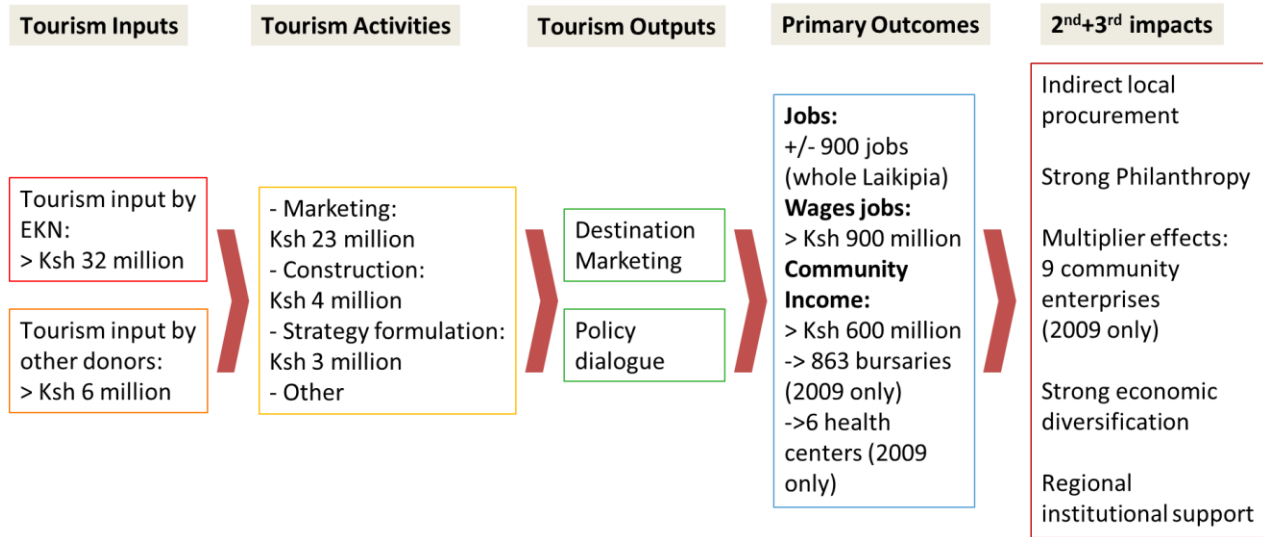 Tourism Inputs
Tourism Activities
Tourism Outputs
Primary Outcomes
2nd+3rd impacts
Tourism input by
EKN:
> Ksh 32 million
Tourism input by
other donors:
> Ksh 6 million
- Marketing:
Ksh 23 million
- Construction:
Ksh 4 million
- Strategy formulation:
Ksh 3 million
- Other
Destination
Marketing
Policy
dialogue
Jobs:
+/- 900 jobs
(whole Laikipia)
Wages jobs:
> Ksh 900 million
Community
Income:
> Ksh 600 million
-> 863 bursaries
(2009 only)
->6 health
centers (2009
only)
Indirect local
procurement
Strong Philanthropy
Multiplier effects:
9 community
enterprises
(2009 only)
Strong economic
diversification
Regional
institutional support